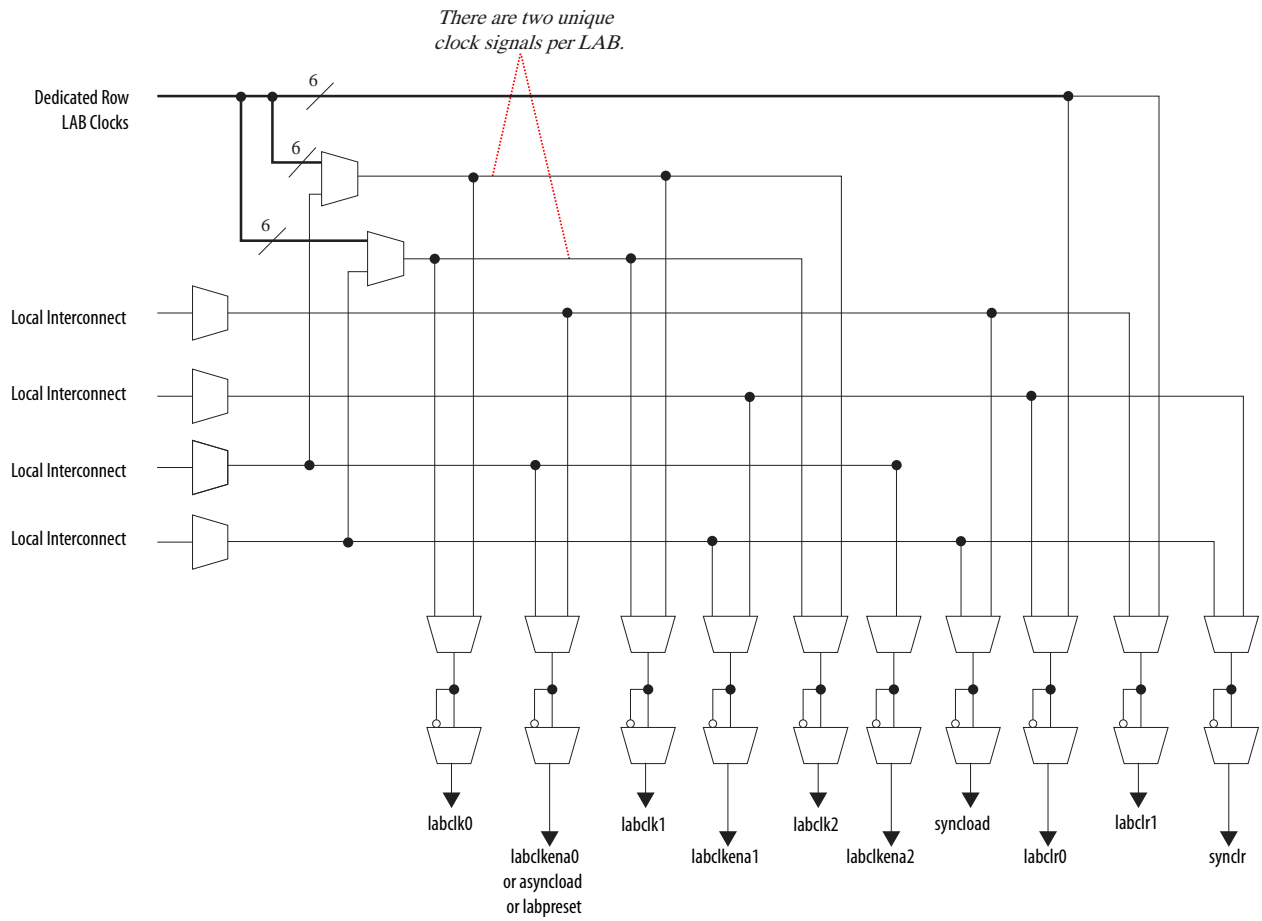 There are two unique
clock signals per LAB.
6
Dedicated Row
LAB Clocks
6
6
Local Interconnect
Local Interconnect
Local Interconnect
Local Interconnect
labclk0
labclk1
labclk2
syncload
labclr1
labclkena0
or asyncload
or labpreset
labclkena1
labclkena2
labclr0
synclr